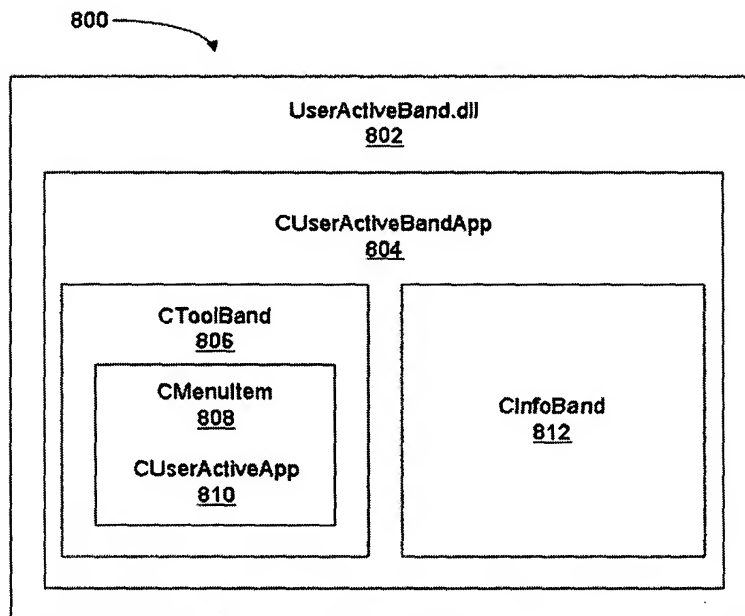 800
UserActiveBand.dll
802
CUserActiveBandApp
804
CToolBand
806
CMenuItem
808
CUserActiveApp
810
CInfoBand
812